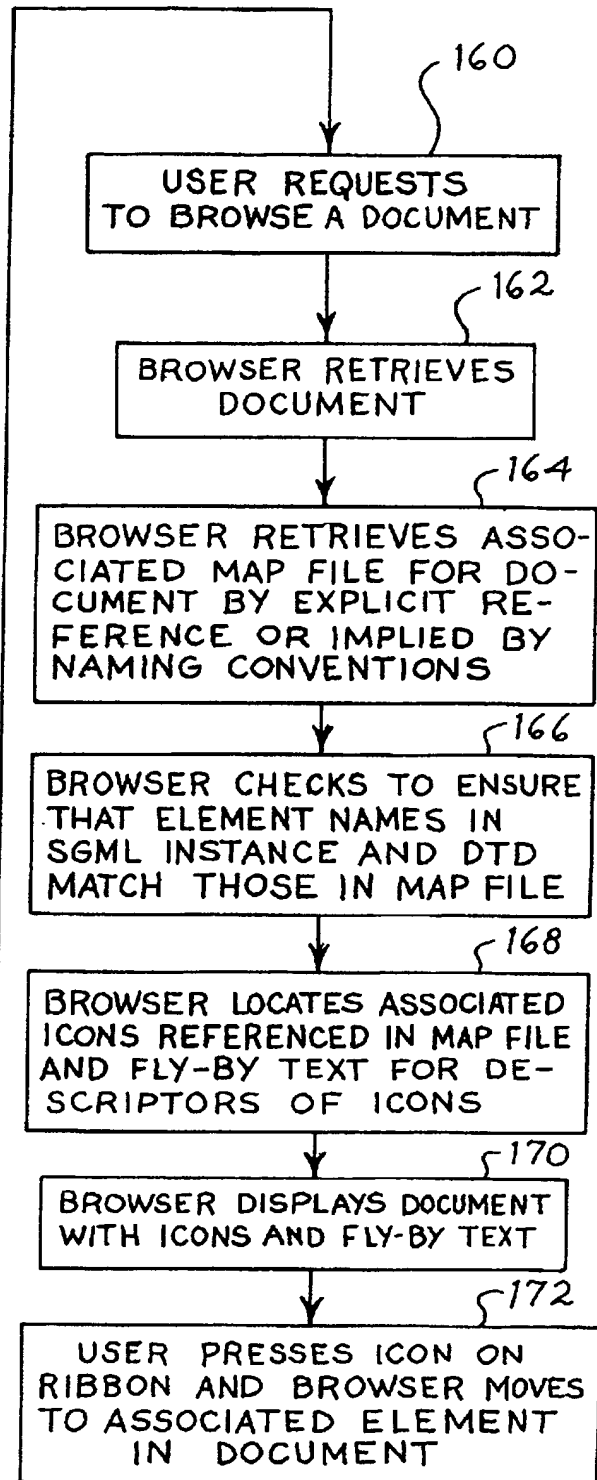 160
USER REQUESTS
TO BROWSE A DOCUMENT
162
BROWSER RETRIEVES
DOCUMENT
164
BROWSER RETRIEVES ASSO-
CIATED MAP FILE FOR DO-
CUMENT BY EXPLICIT RE-
FERENCE OR IMPLIED BY
NAMING CONVENTIONS
166
BROWSER CHECKS TO ENSURE
THAT ELEMENT NAMES IN
SGML INSTANCE AND DTD
MATCH THOSE IN MAP FILE
168
BROWSER LOCATES ASSOCIATED
ICONS REFERENCED IN MAP FILE
AND FLY-BY TEXT FOR DE-
SCRIPTORS OF ICONS
170
BROWSER DISPLAYS DOCUMENT
WITH ICONS AND FLY-BY TEXT
172
USER PRESSES ICON ON
RIBBON AND BROWSER MOVES
TO ASSOCIATED ELEMENT
IN DOCUMENT